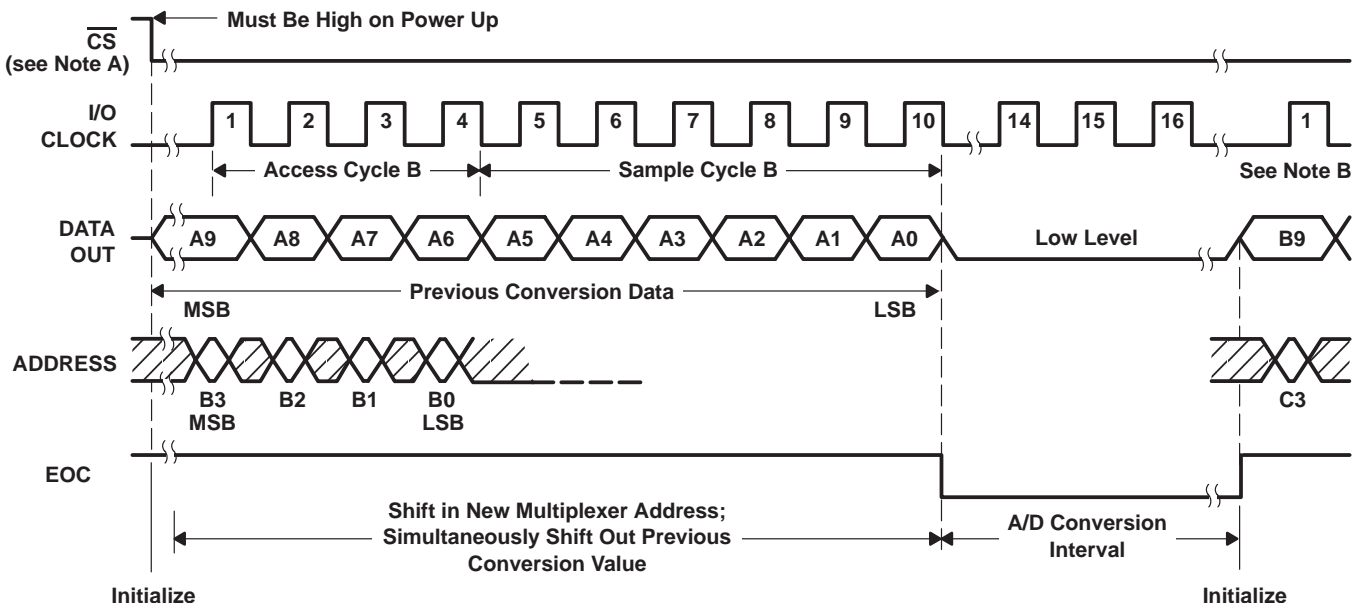 Must Be High on Power Up
CS
(see Note A)
I/O
CLOCK
1 2 3 4 5 6 7 8 9 10 14 15 16 1
Access Cycle B
Sample Cycle B
See Note B
DATA
OUT
A9 A8 A7 A6 A5 A4 A3 A2 A1 A0 Low Level B9
Previous Conversion Data
MSB LSB
ADDRESS
B3 B2 B1 B0 C3
MSB LSB
EOC
Shift in New Multiplexer Address;
Simultaneously Shift Out Previous
Conversion Value
A/D Conversion
Interval
Initialize Initialize